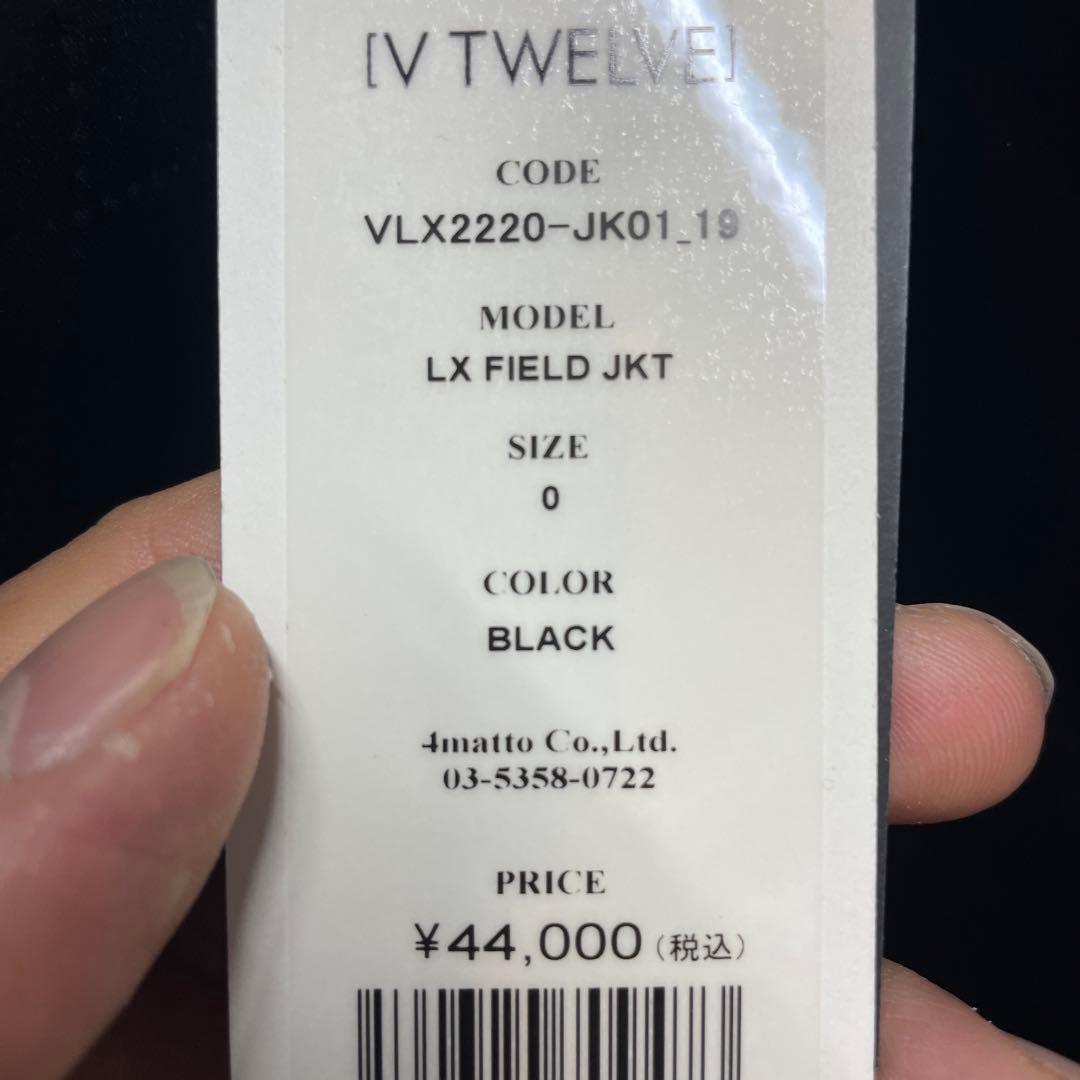 [V TWELVE]
CODE
VLX2220-JK01_19
MODEL
LX FIELD JKT
SIZE
0
COLOR
BLACK
4matto Co.,Ltd.
03-5358-0722
PRICE
¥44,000(税込)